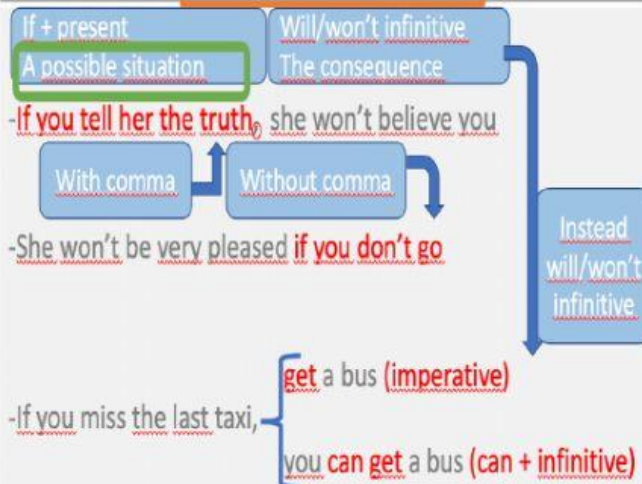 If + present
A possible situation
Will/won't infinitive
The consequence
-If you tell her the truth, she won't believe you
With comma
Without comma
-She won't be very pleased if you don't go
Instead
will/won't
infinitive
get a bus (imperative)
-If you miss the last taxi,
you can get a bus (can + infinitive)